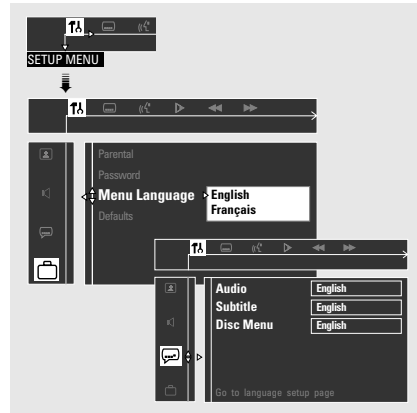 SETUP MENU
Parental
Password
Menu Language
English
Français
Defaults
Audio English
Subtitle English
Disc Menu English
Go to language setup page